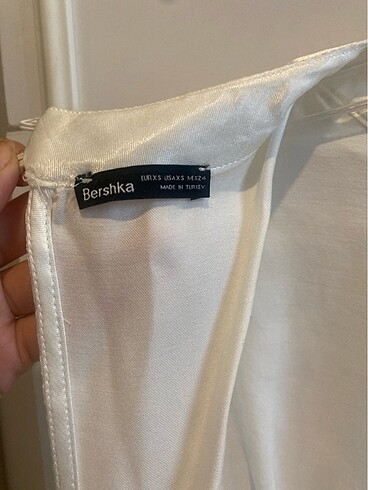 Bershka
EUR XS USA XS MEX 24
MADE IN TURKEY